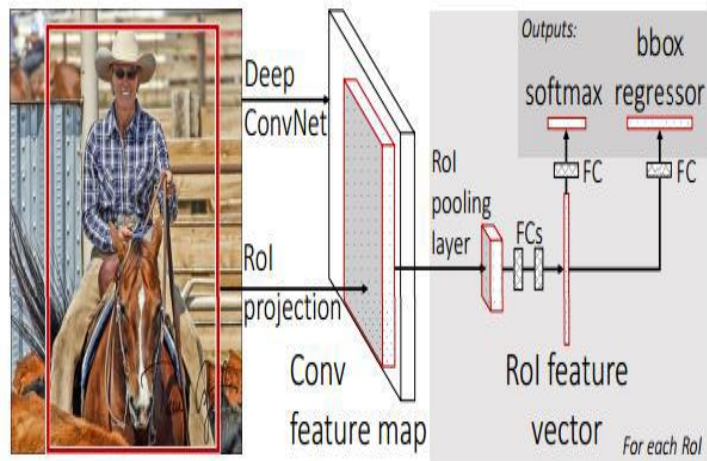 Deep
ConvNet
RoI
projection
Conv
feature map
RoI
pooling
layer
FCs
RoI feature
vector
For each RoI
Outputs:
softmax
bbox
regressor
FC
FC